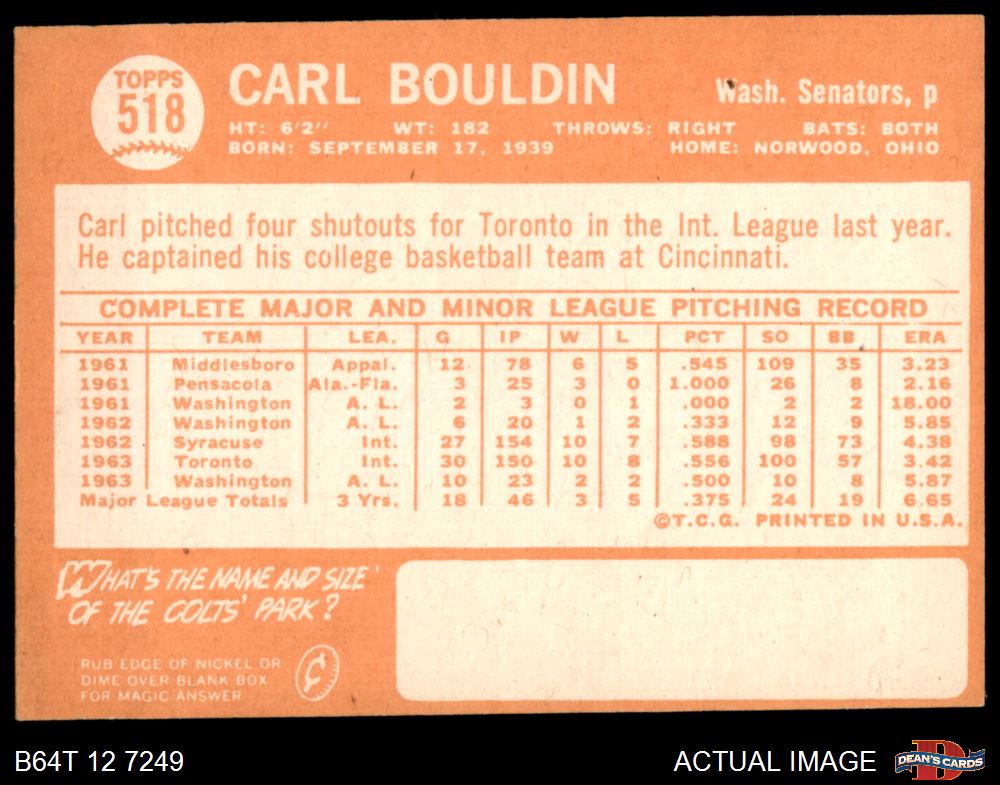 TOPPS
518
CARL BOULDIN
Wash. Senators, p
HT: 6'2'' WT: 182 THROWS: RIGHT BATS: BOTH
BORN: SEPTEMBER 17, 1939 HOME: NORWOOD, OHIO
Carl pitched four shutouts for Toronto in the Int. League last year.
He captained his college basketball team at Cincinnati.
COMPLETE MAJOR AND MINOR LEAGUE PITCHING RECORD
YEAR TEAM LEA. G IP W L PCT SO BB ERA
1961 Middlesboro Appal. 12 78 6 5 .545 109 35 3.23
1961 Pensacola Ala.-Fla. 3 25 3 0 1.000 26 8 2.16
1961 Washington A. L. 2 3 0 1 .000 2 2 18.00
1962 Washington A. L. 6 20 1 2 .333 12 9 5.85
1962 Syracuse Int. 27 154 10 7 .588 98 73 4.38
1963 Toronto Int. 30 150 10 8 .556 100 57 3.42
1963 Washington A. L. 10 23 2 2 .500 10 8 5.87
Major League Totals 3 Yrs. 18 46 3 5 .375 24 19 6.65
©T.C.G. PRINTED IN U.S.A.
WHAT'S THE NAME AND SIZE
OF THE COLTS' PARK?
RUB EDGE OF NICKEL OR
DIME OVER BLANK BOX
FOR MAGIC ANSWER
¢
B64T 12 7249
ACTUAL IMAGE
D
DEAN'S CARDS